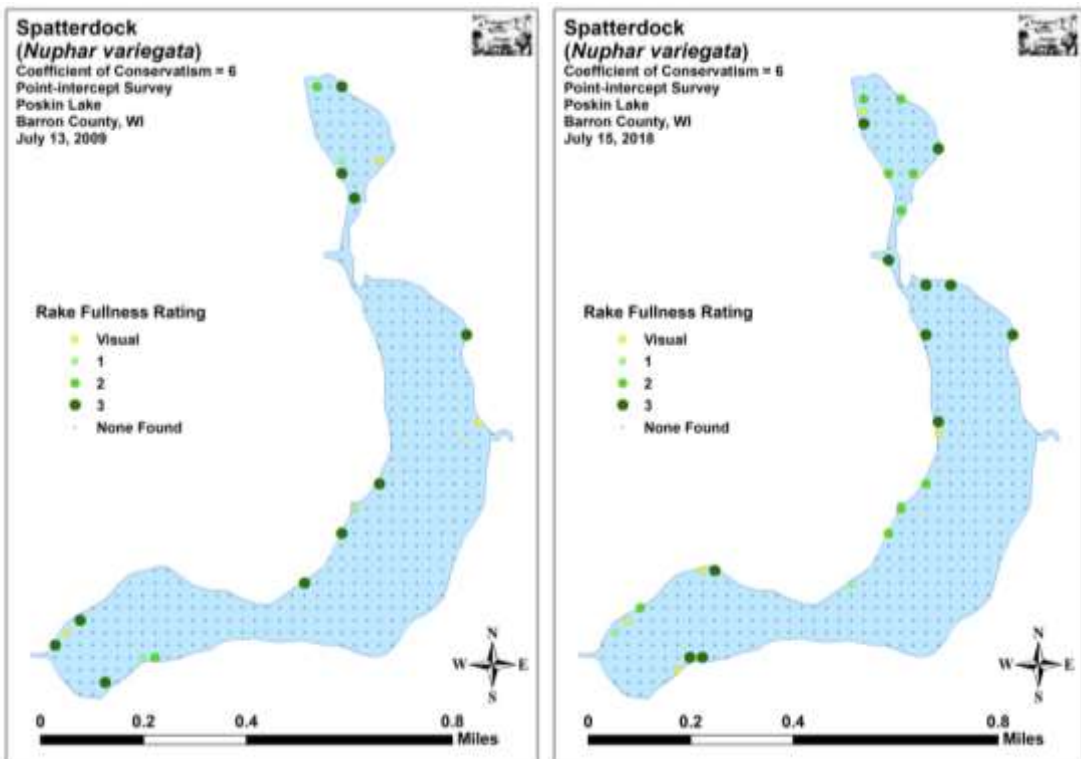 Spatterdock
(Nuphar variegata)
Coefficient of Conservatism = 6
Point-intercept Survey
Poskin Lake
Barron County, WI
July 13, 2009
Rake Fullness Rating
Visual
1
2
3
None Found
N
W E
S
0 0.2 0.4 0.8
Miles
Spatterdock
(Nuphar variegata)
Coefficient of Conservatism = 6
Point-intercept Survey
Poskin Lake
Barron County, WI
July 15, 2018
Rake Fullness Rating
Visual
1
2
3
None Found
N
W E
S
0 0.2 0.4 0.8
Miles